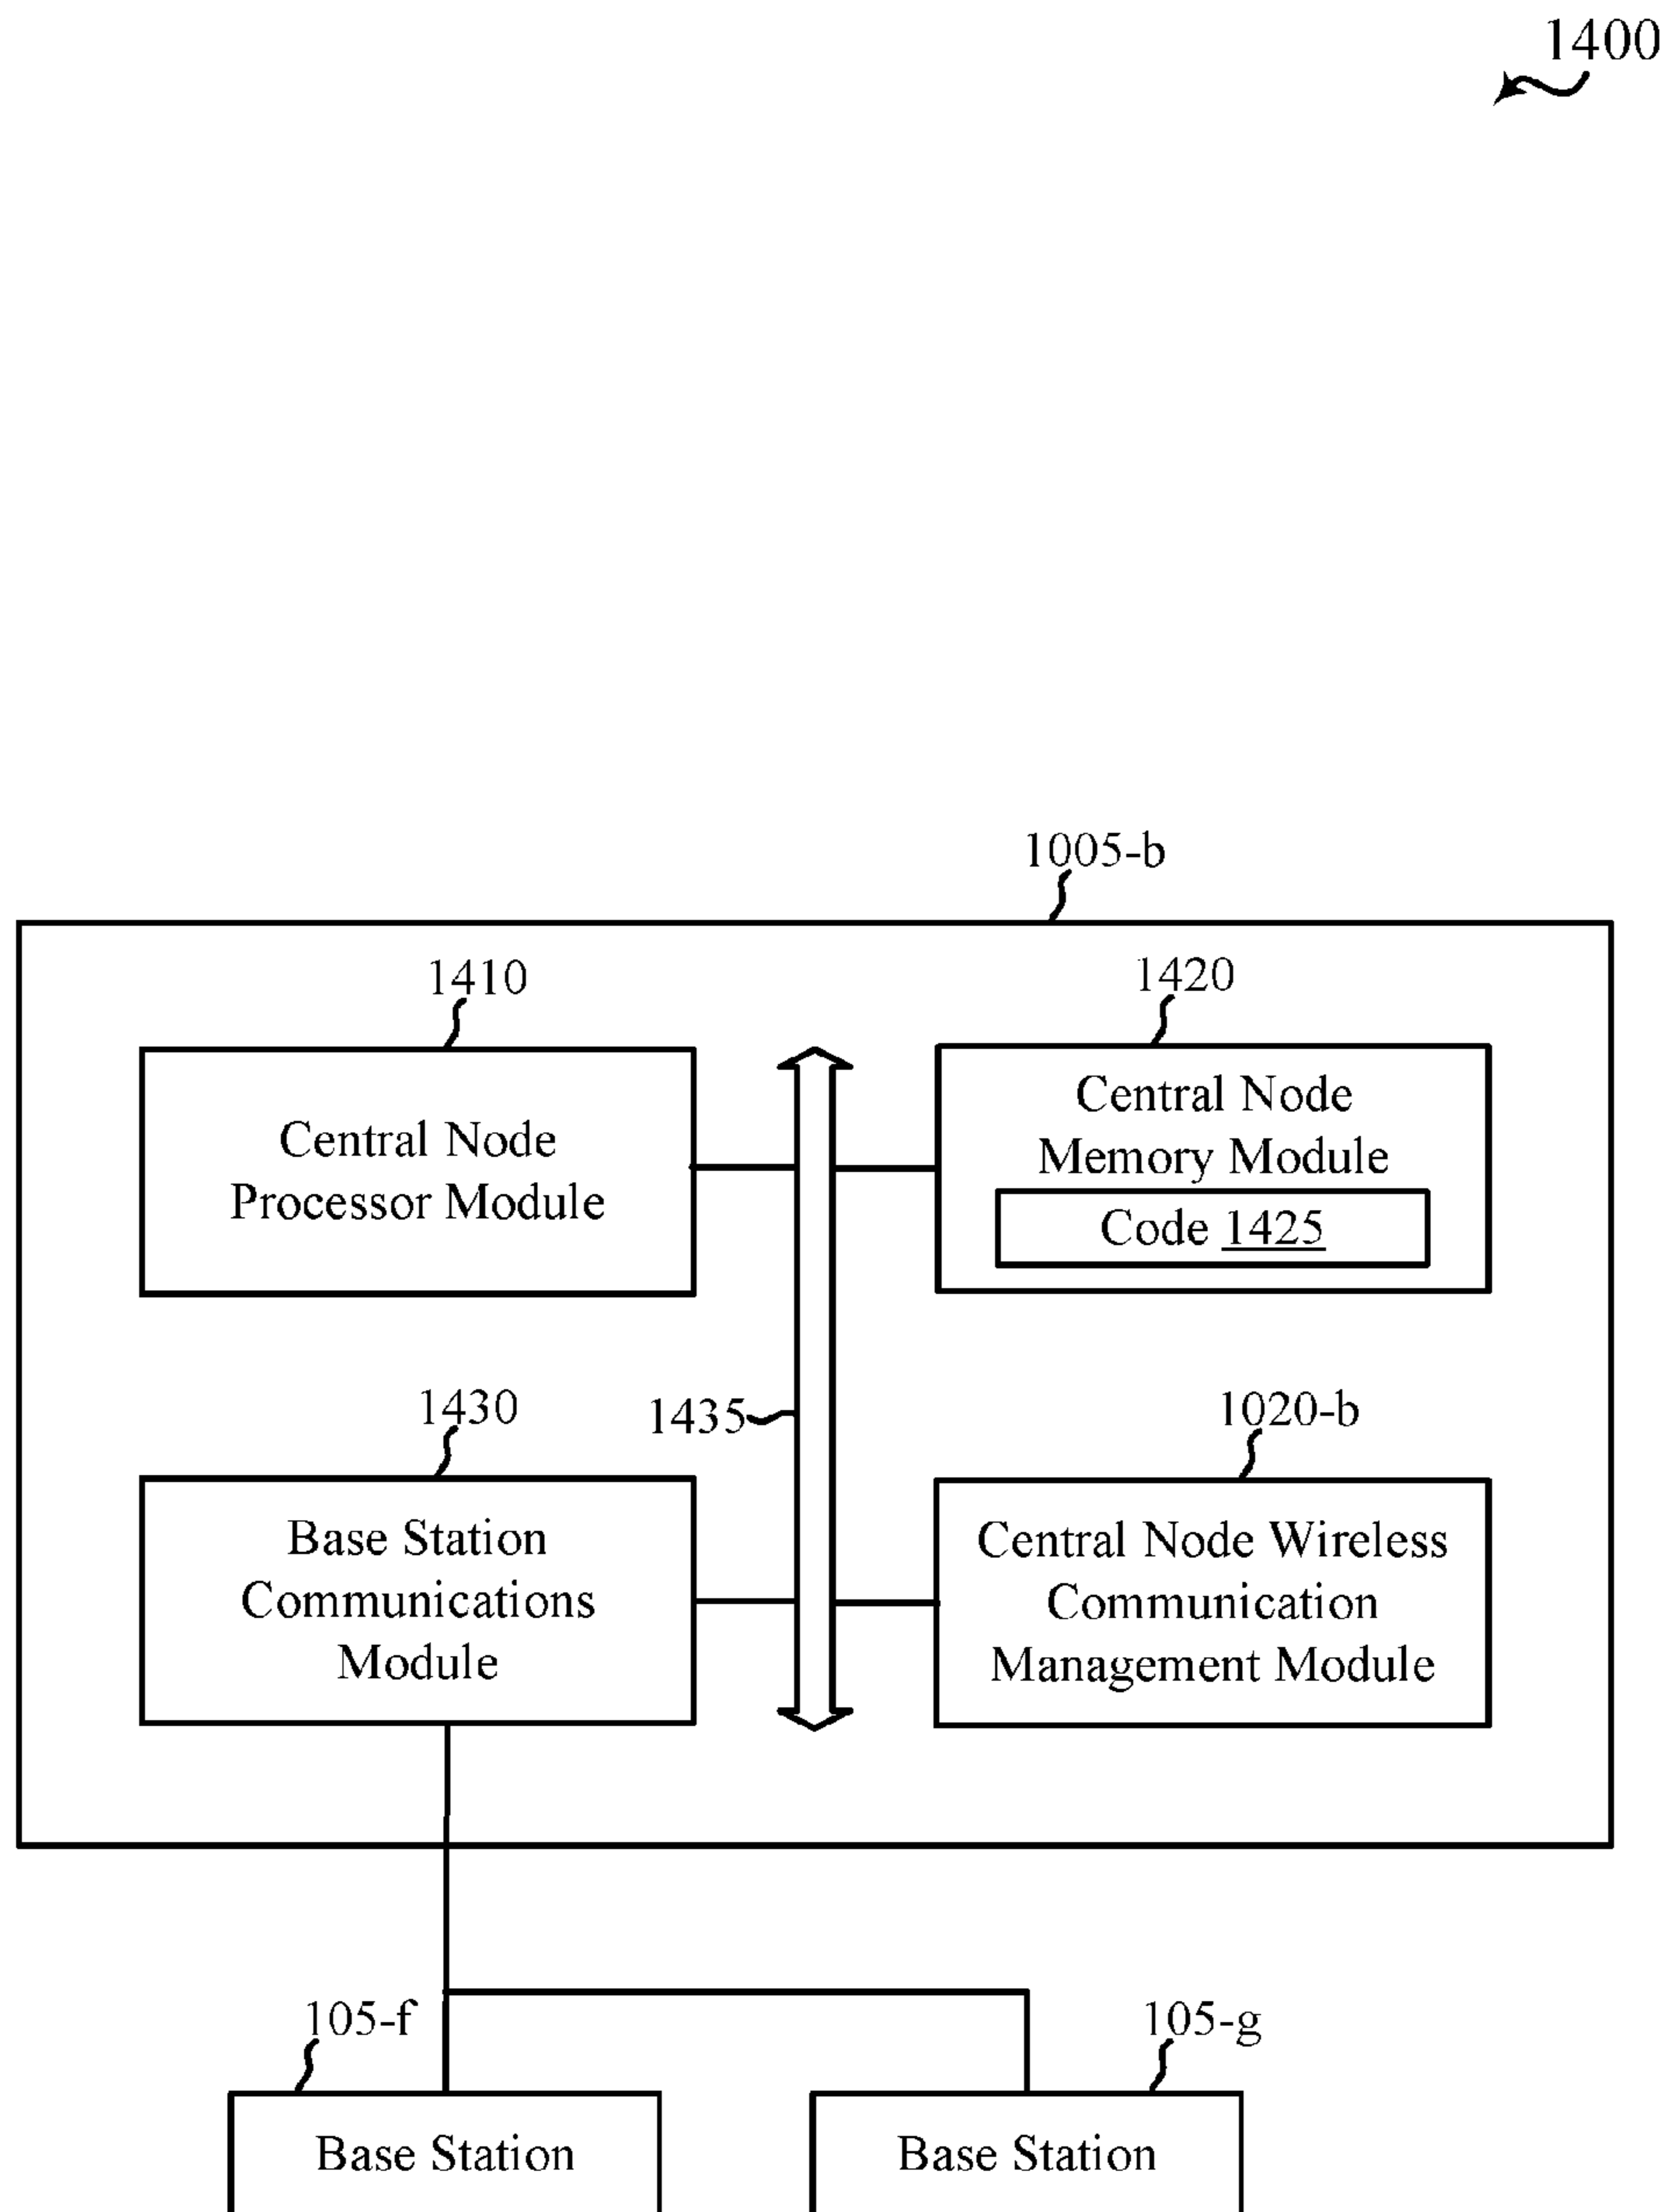 1400
1005-b
1410
1420
Central Node
Processor Module
Central Node
Memory Module
Code 1425
1430
1435
1020-b
Base Station
Communications
Module
Central Node Wireless
Communication
Management Module
105-f
105-g
Base Station
Base Station